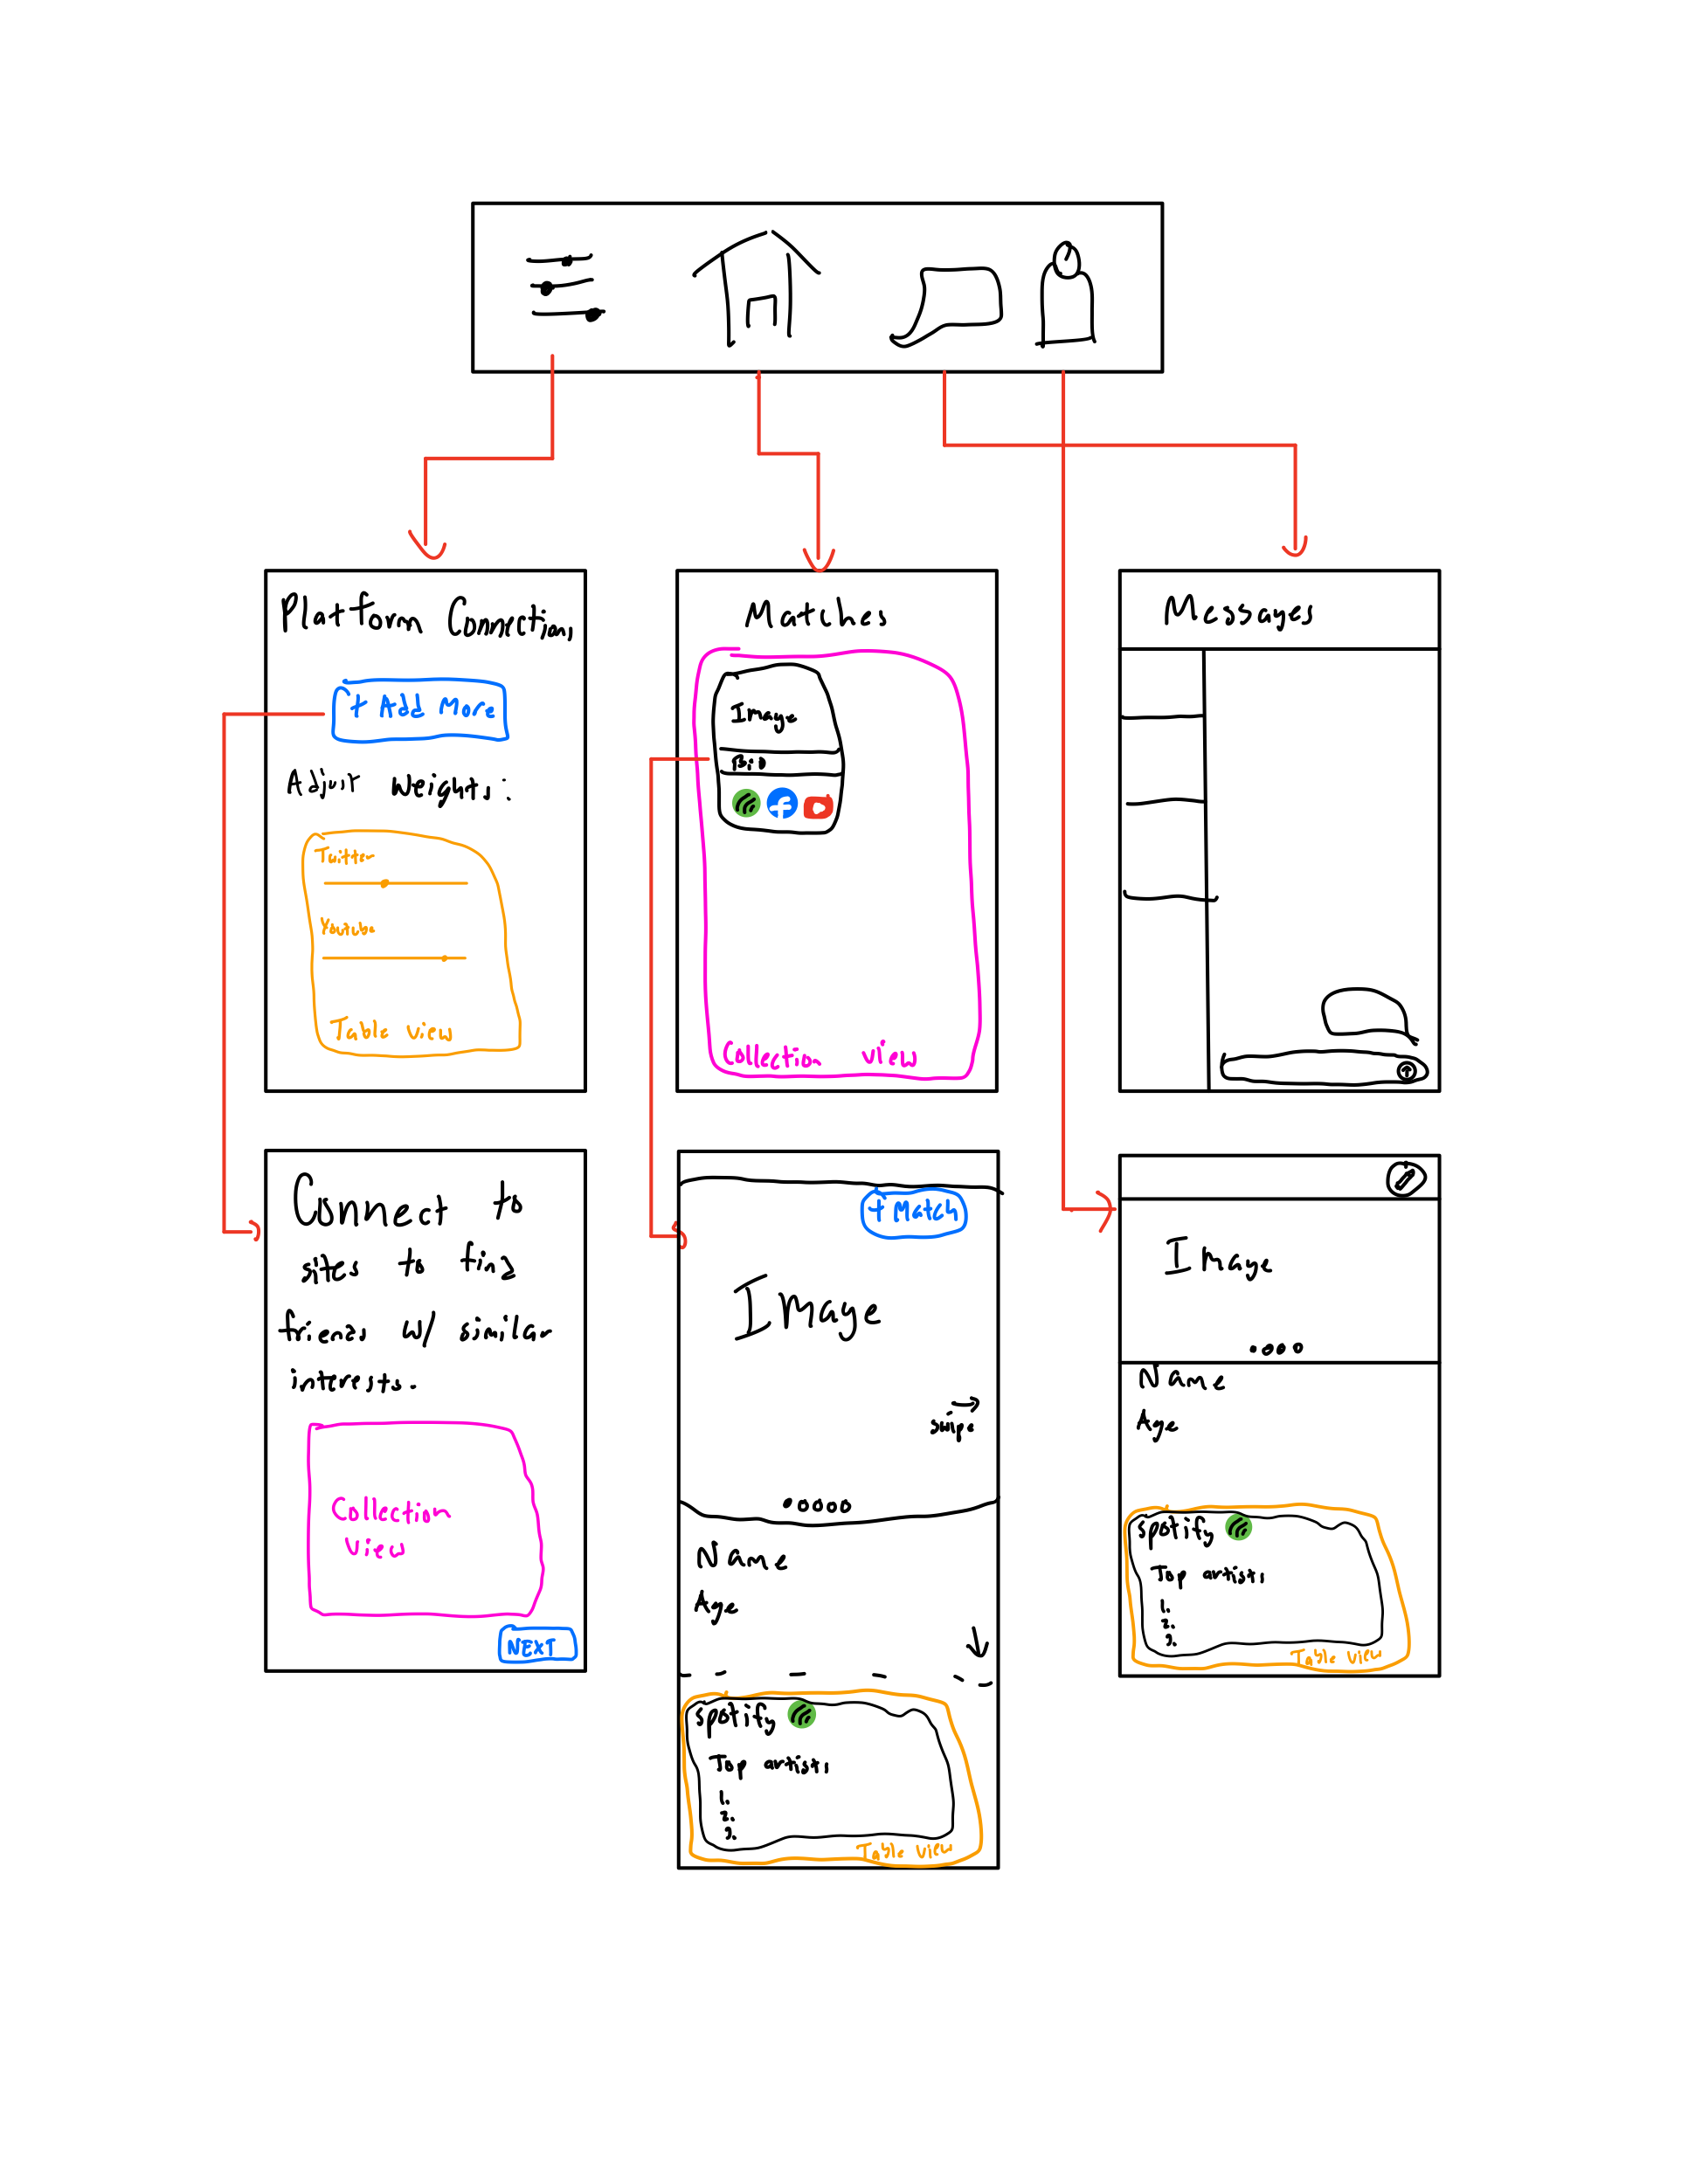 Platform Connections
+ Add More
Adjust Weights:
Twitter
Youtube
Table view
Matches
Image
Bio
Collection view
Messages
Connect to
sites to find
friends w/ similar
interests.
Collection
View
NEXT
+ Match
Image
swipe
Name
Age
Spotify
Top artists
1.
2.
3.
Table view
Image
Name
Age
Spotify
Top artists
1.
2.
3.
Table view